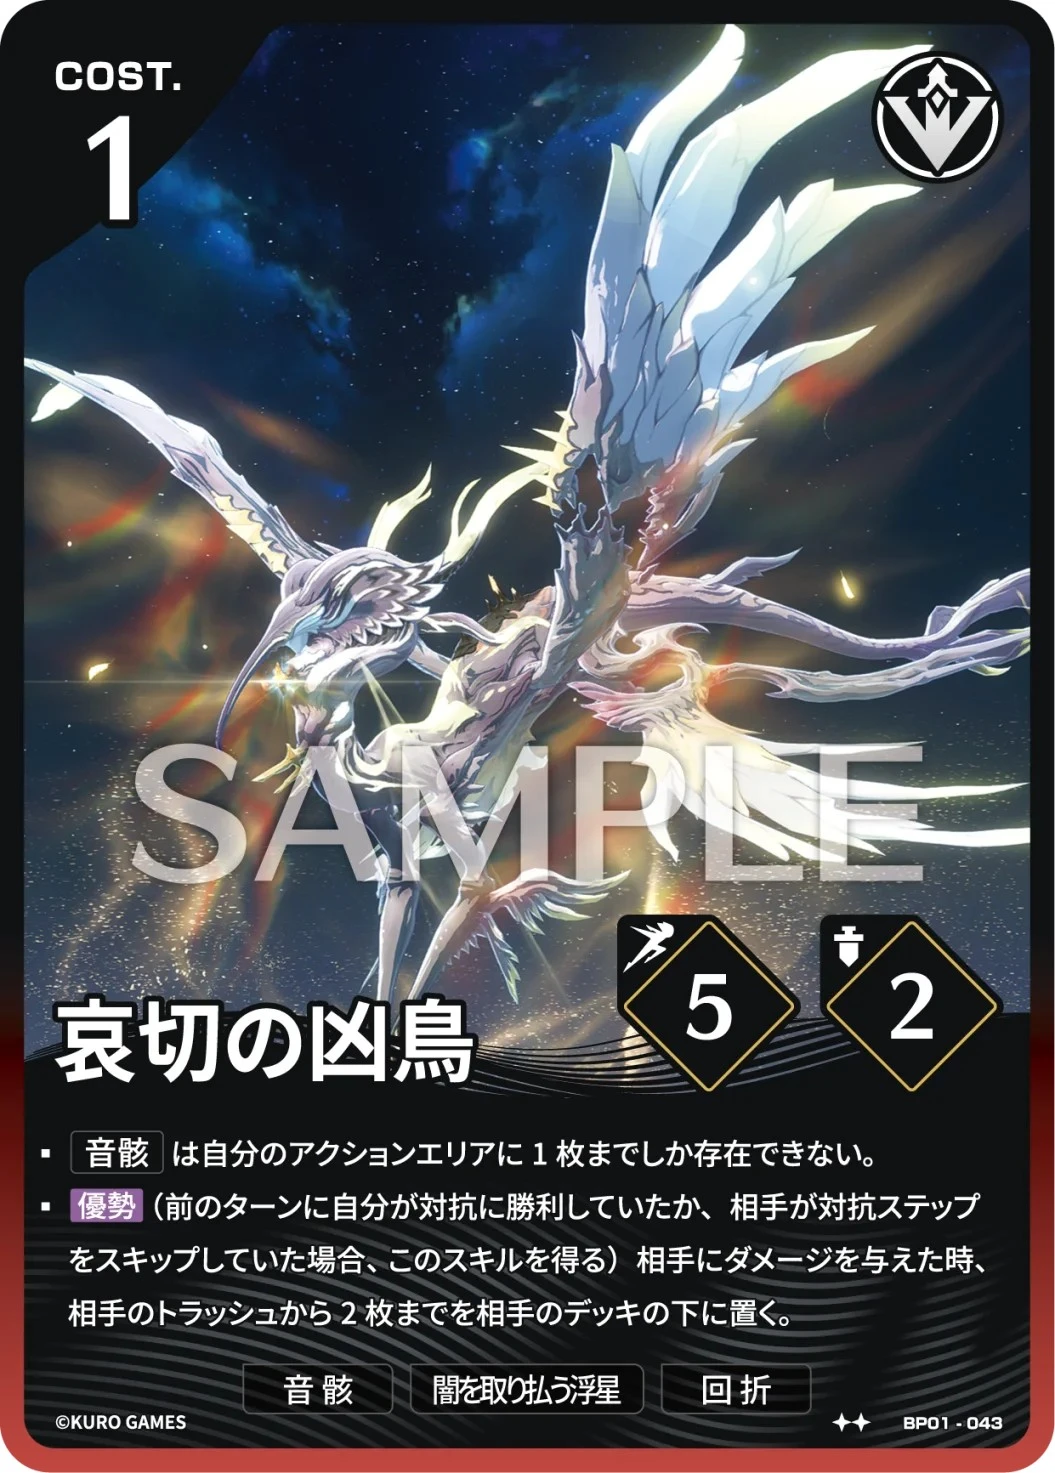 COST.
1
SAMPLE
5
2
哀切の凶鳥
▪ 音骸 は自分のアクションエリアに 1 枚までしか存在できない。
▪ 優勢（前のターンに自分が対抗に勝利していたか、相手が対抗ステップ
をスキップしていた場合、このスキルを得る）相手にダメージを与えた時、
相手のトラッシュから 2 枚までを相手のデッキの下に置く。
音骸 闇を取り払う浮星 回折
©KURO GAMES BP01 - 043